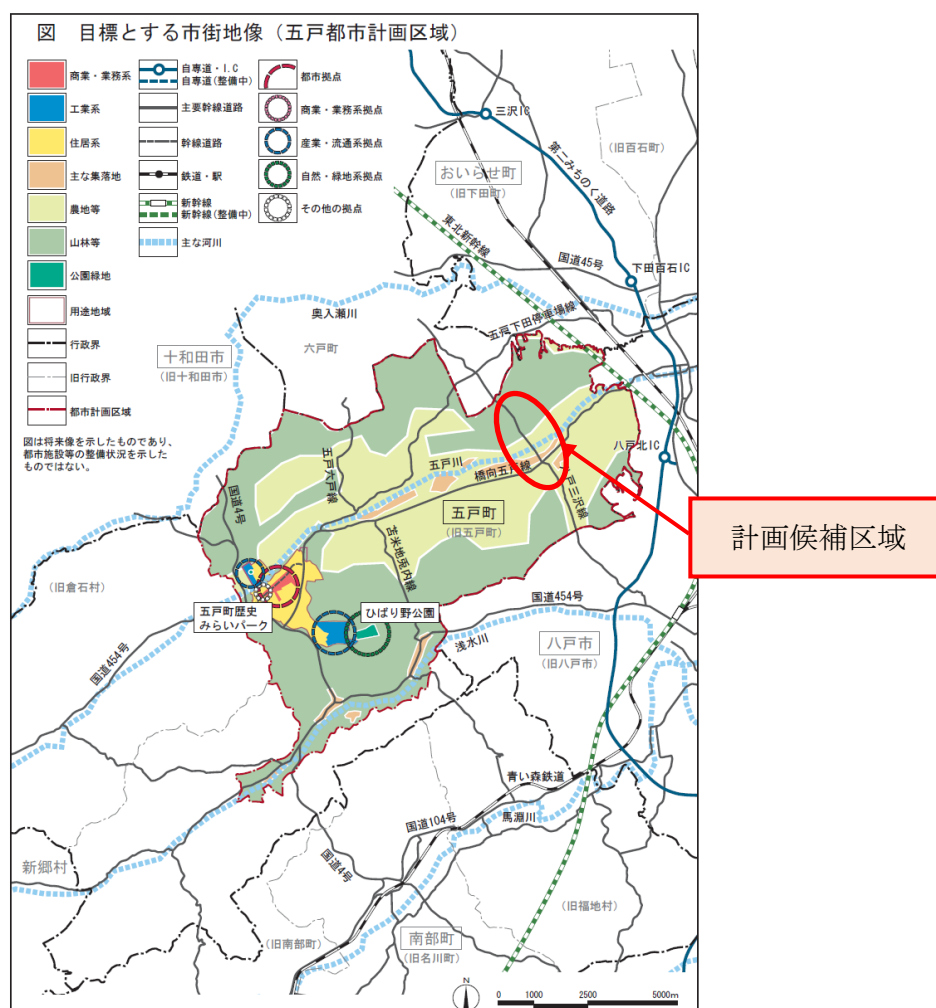 図 目標とする市街地像（五戸都市計画区域）
商業・業務系
工業系
住居系
主な集落地
農地等
山林等
公園緑地
用途地域
行政界
旧行政界
都市計画区域
自専道・I.C
自専道(整備中)
主要幹線道路
幹線道路
鉄道・駅
新幹線
新幹線(整備中)
主な河川
都市拠点
商業・業務系拠点
産業・流通系拠点
自然・緑地系拠点
その他の拠点
図は将来像を示したものであり、
都市施設等の整備状況を示した
ものではない。
三沢IC
(旧百石町)
第二みちのく道路
おいらせ町
(旧下田町)
東北新幹線
国道45号
下田百石IC
奥入瀬川
六戸町
五戸下田停車場線
十和田市
(旧十和田市)
八戸北IC
五戸六戸線
五戸川
橋向五戸線
戸三沢線
国道4号
五戸町
(旧五戸町)
苫米地兎内線
計画候補区域
(旧倉石村)
五戸町歴史
みらいパーク
ひばり野公園
国道454号
浅水川
八戸市
(旧八戸市)
国道454号
青い森鉄道
馬淵川
国道104号
国道4号
新郷村
(旧福地村)
(旧南部町)
南部町
(旧名川町)
N
0 1000 2500 5000m